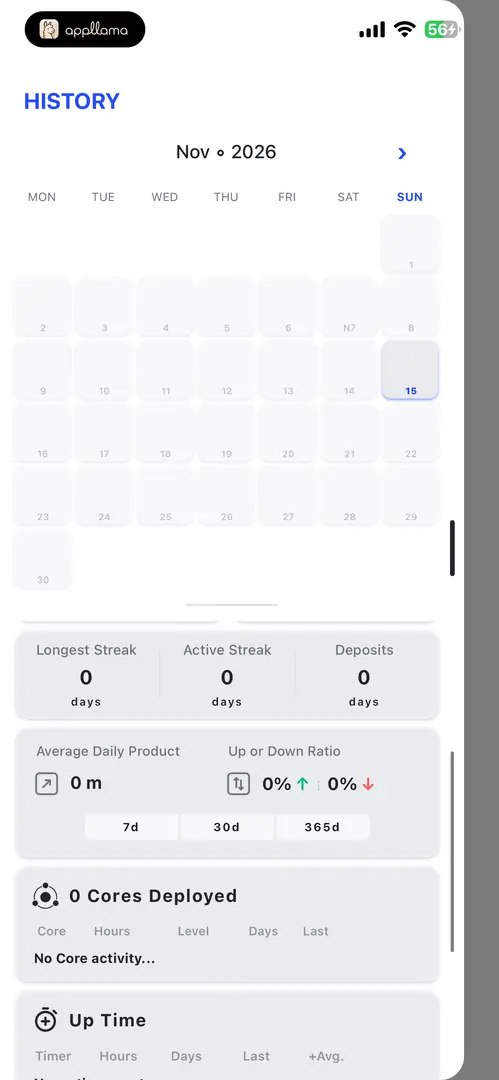 appllama
56
HISTORY
Nov ∘ 2026 ›
MON TUE WED THU FRI SAT SUN
1
2 3 4 5 6 N7 8
9 10 11 12 13 14 15
16 17 18 19 20 21 22
23 24 25 26 27 28 29
30
Longest Streak Active Streak Deposits
0 0 0
days days days
Average Daily Product Up or Down Ratio
0 m 0% ↑ 0% ↓
7d 30d 365d
0 Cores Deployed
Core Hours Level Days Last
No Core activity...
Up Time
Timer Hours Days Last +Avg.